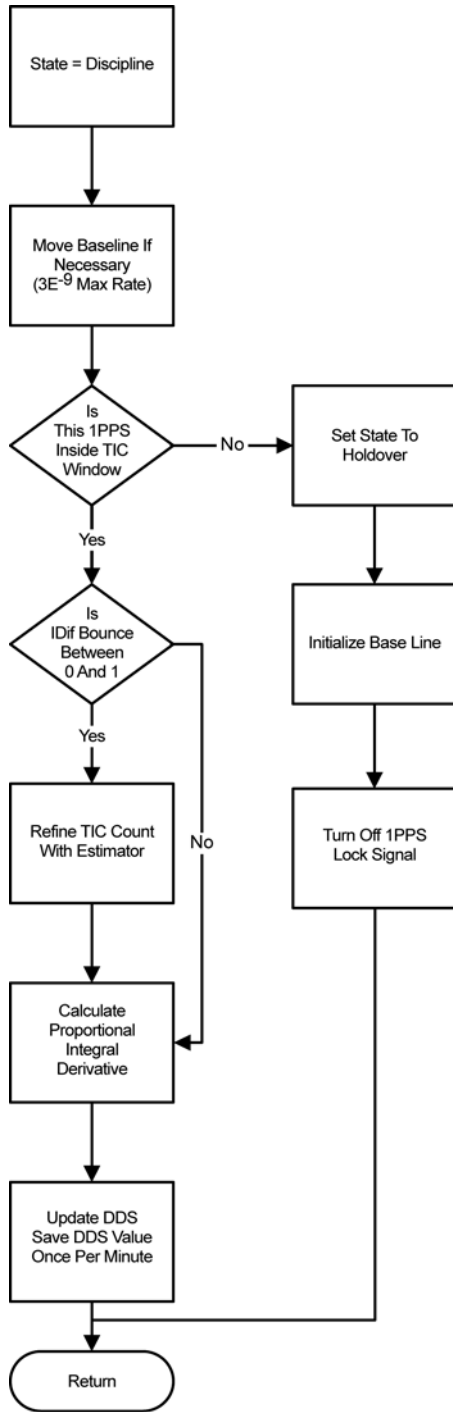 State = Discipline
Move Baseline If
Necessary
(3E-9 Max Rate)
Is
This 1PPS
Inside TIC
Window
No
Set State To
Holdover
Yes
Is
IDif Bounce
Between
0 And 1
Initialize Base Line
Yes
No
Refine TIC Count
With Estimator
Turn Off 1PPS
Lock Signal
Calculate
Proportional
Integral
Derivative
Update DDS
Save DDS Value
Once Per Minute
Return